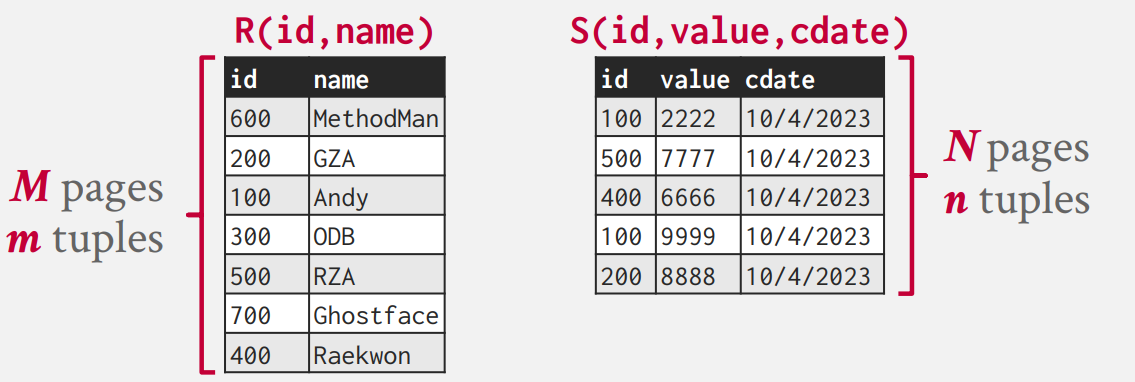 R(id,name)
id name
600 MethodMan
200 GZA
100 Andy
300 ODB
500 RZA
700 Ghostface
400 Raekwon
M pages
m tuples
S(id,value,cdate)
id value cdate
100 2222 10/4/2023
500 7777 10/4/2023
400 6666 10/4/2023
100 9999 10/4/2023
200 8888 10/4/2023
N pages
n tuples